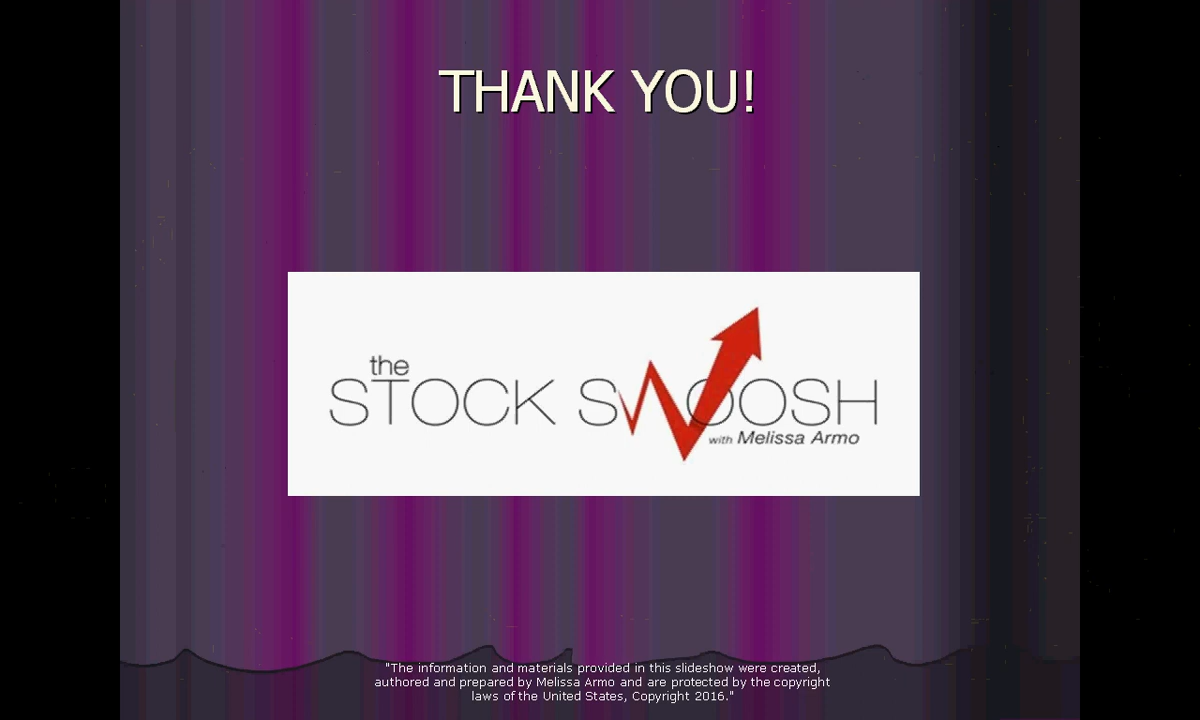 THANK YOU!
the
STOCK SWOOSH
with Melissa Armo
"The information and materials provided in this slideshow were created,
authored and prepared by Melissa Armo and are protected by the copyright
laws of the United States, Copyright 2016."